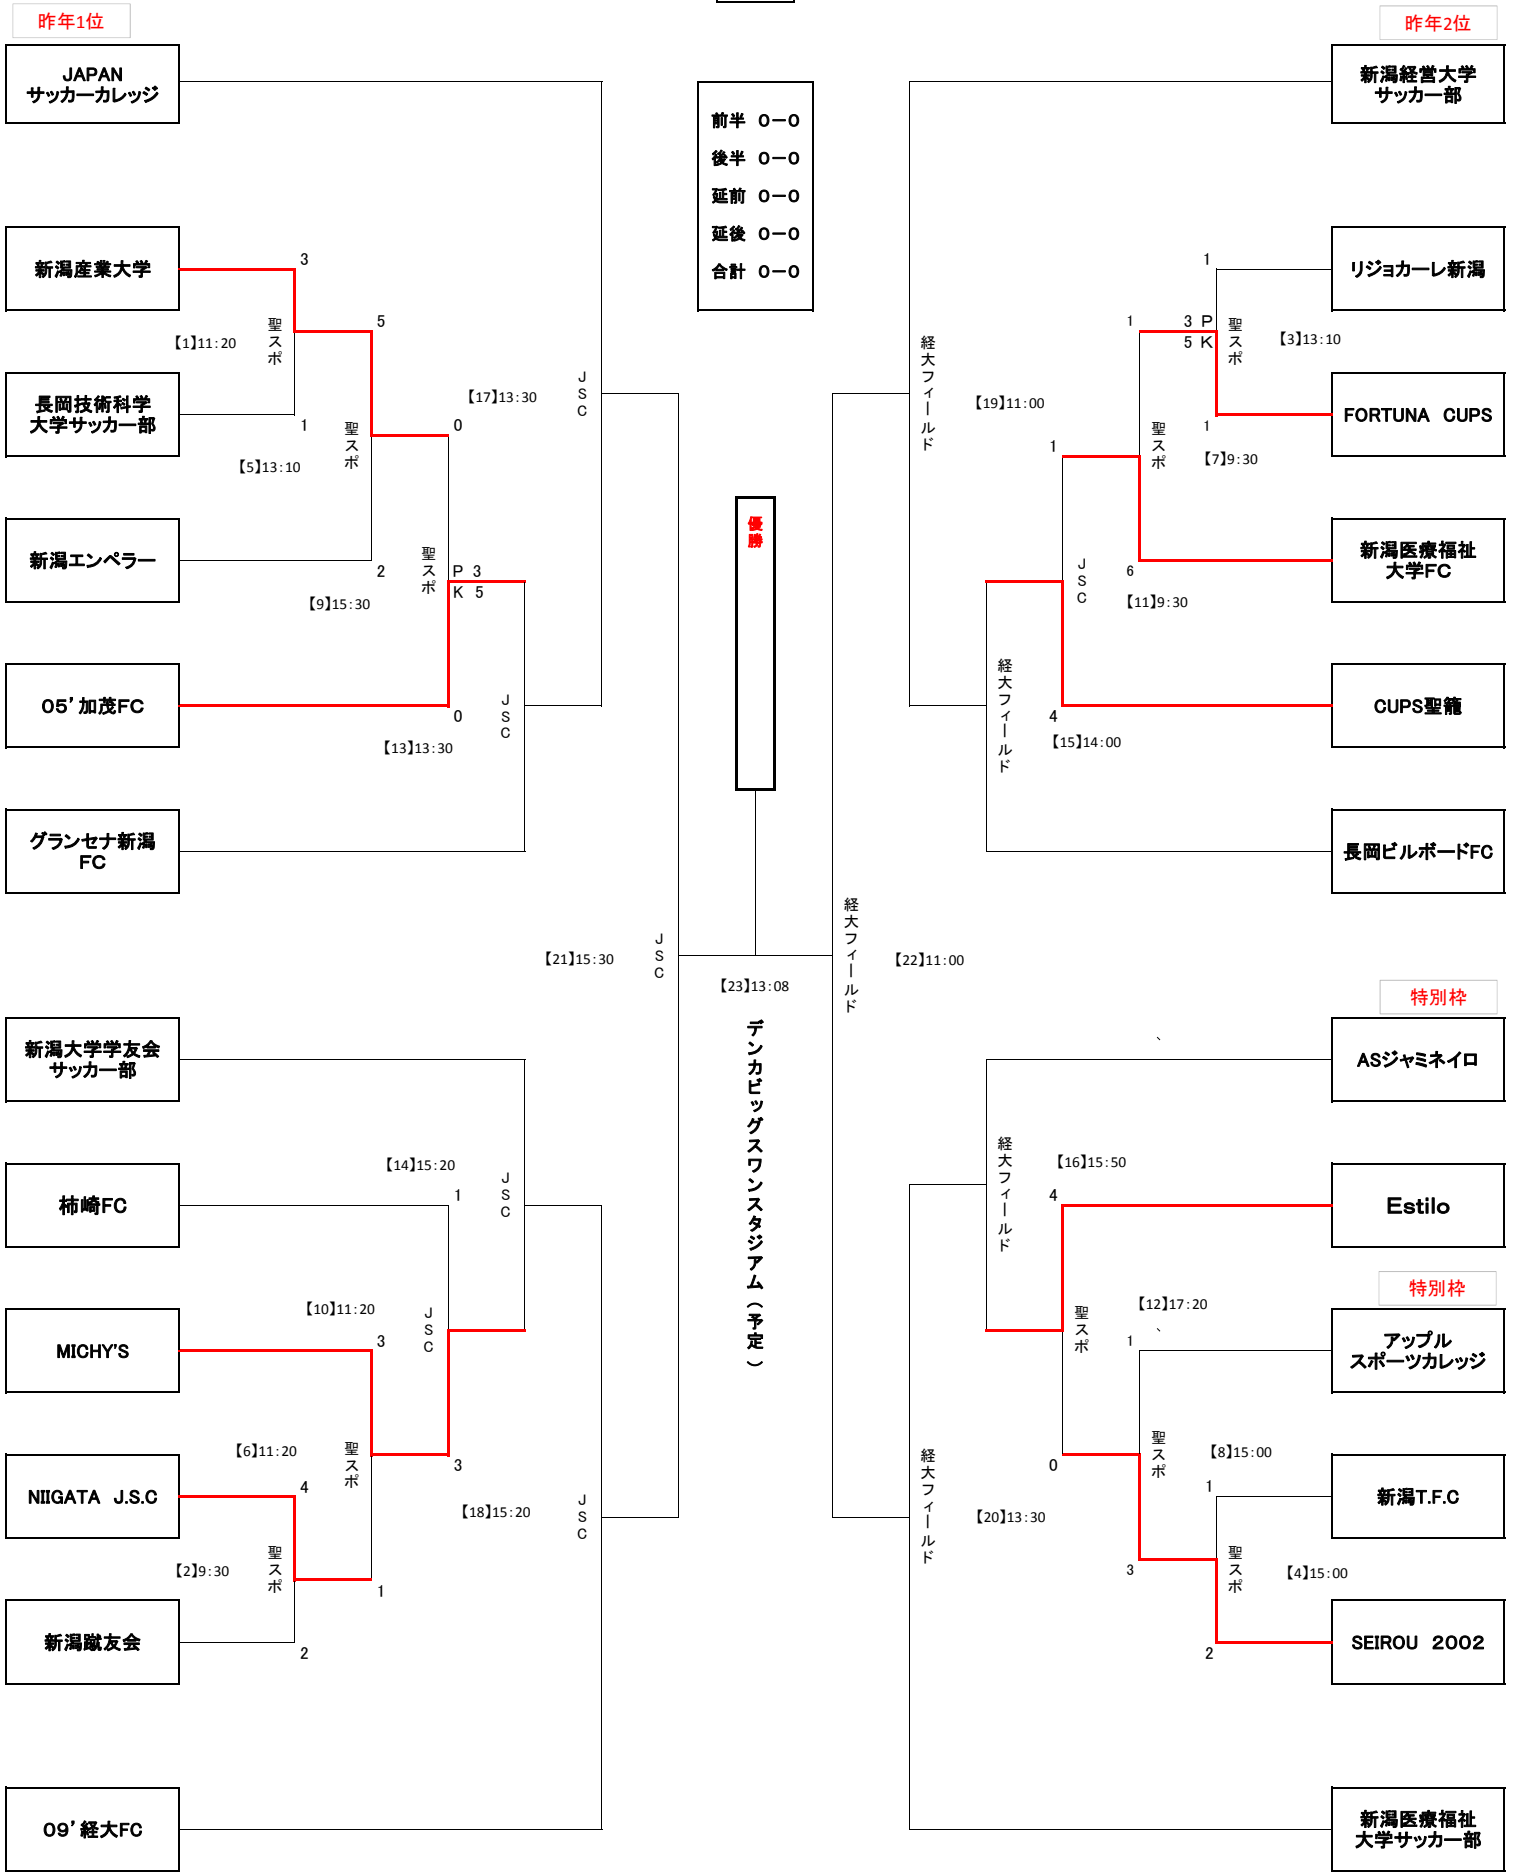 昨年1位
JAPAN
サッカーカレッジ
新潟産業大学
3
聖スポ
【1】11:20
長岡技術科学
大学サッカー部
1
5
聖スポ
【5】13:10
新潟エンペラー
2
0
聖スポ
【9】15:30
PK 3 5
05’加茂FC
0
【13】13:30
JSC
グランセナ新潟
FC
【17】13:30
JSC
【21】15:30
JSC
新潟大学学友会
サッカー部
【14】15:20
1
JSC
柿崎FC
【10】11:20
3
JSC
MICHY'S
【6】11:20
聖スポ
3
4
NIIGATA J.S.C
【2】9:30
聖スポ
1
【18】15:20
JSC
新潟蹴友会
2
09’経大FC
前半 0-0
後半 0-0
延前 0-0
延後 0-0
合計 0-0
優勝
【23】13:08
デンカビッグスワンスタジアム(予定)
昨年2位
新潟経営大学
サッカー部
リジョカーレ新潟
1
3 P
5 K
聖スポ
【3】13:10
1
FORTUNA CUPS
1
【7】9:30
聖スポ
【19】11:00
経大フィールド
1
新潟医療福祉
大学FC
6
JSC
【11】9:30
CUPS聖籠
4
【15】14:00
経大フィールド
長岡ビルボードFC
経大フィールド
【22】11:00
特別枠
ASジャミネイロ
、
経大フィールド
【16】15:50
4
Estilo
特別枠
【12】17:20
、
聖スポ
1
アップル
スポーツカレッジ
【8】15:00
聖スポ
0
1
新潟T.F.C
【20】13:30
経大フィールド
3
聖スポ
【4】15:00
SEIROU 2002
2
新潟医療福祉
大学サッカー部